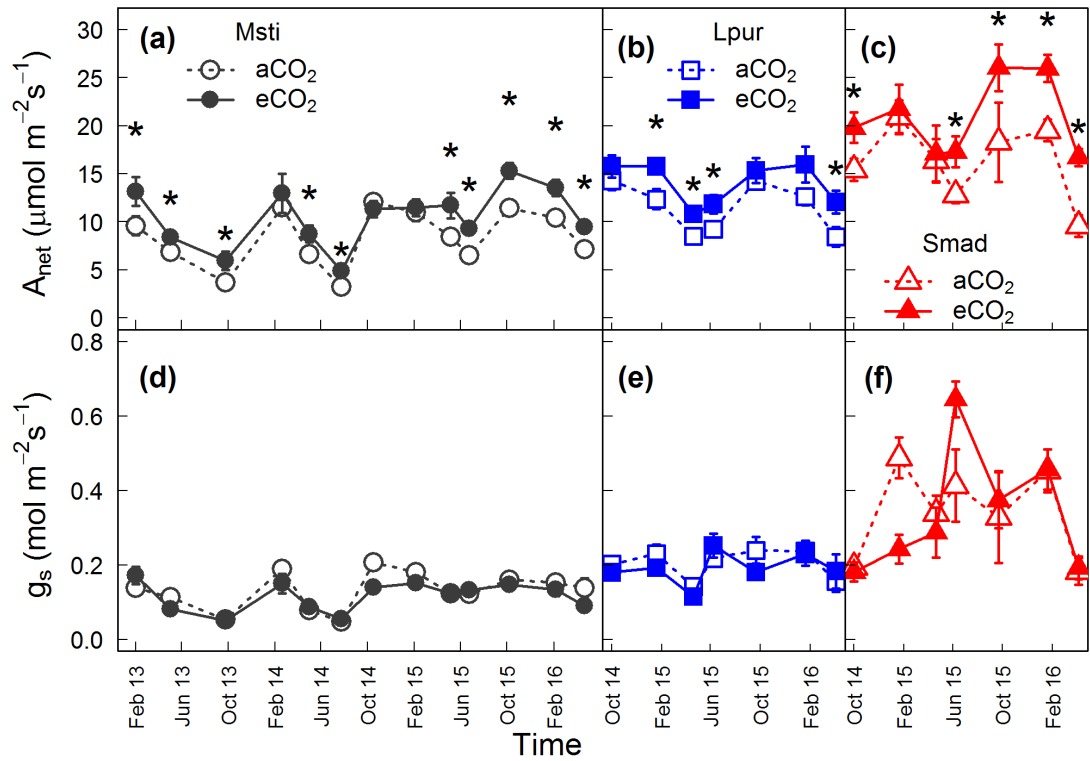 30
25
20
15
10
5
0
A_net (µmol m⁻²s⁻¹)
(a)
Msti
aCO₂
eCO₂
* * * * * * * * *
(b)
Lpur
aCO₂
eCO₂
* * * *
(c)
* * * * *
Smad
aCO₂
eCO₂
0.8
0.6
0.4
0.2
0.0
g_s (mol m⁻²s⁻¹)
(d)
(e)
(f)
Feb 13
Jun 13
Oct 13
Feb 14
Jun 14
Oct 14
Feb 15
Jun 15
Oct 15
Feb 16
Oct 14
Feb 15
Jun 15
Oct 15
Feb 16
Oct 14
Feb 15
Jun 15
Oct 15
Feb 16
Time